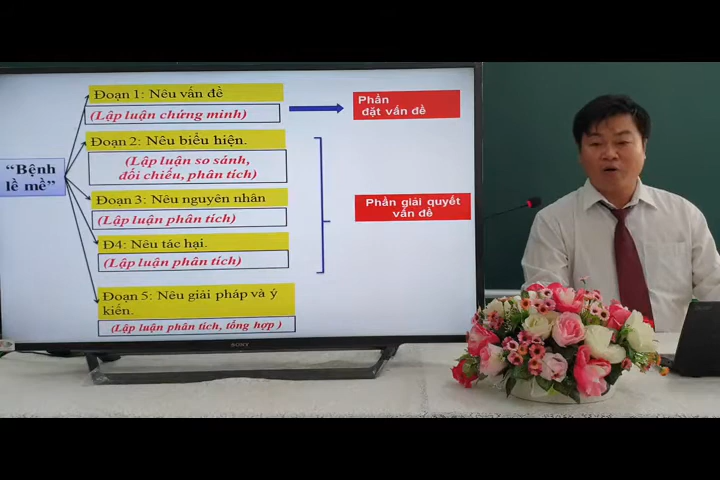 Đoạn 1: Nêu vấn đề
(Lập luận chứng minh)
Phần
đặt vấn đề
Đoạn 2: Nêu biểu hiện.
(Lập luận so sánh,
đối chiếu, phân tích)
“Bệnh
lề mề”
Đoạn 3: Nêu nguyên nhân
(Lập luận phân tích)
Phần giải quyết
vấn đề
Đ4: Nêu tác hại.
(Lập luận phân tích)
Đoạn 5: Nêu giải pháp và ý
kiến.
(Lập luận phân tích, tổng hợp )
SONY